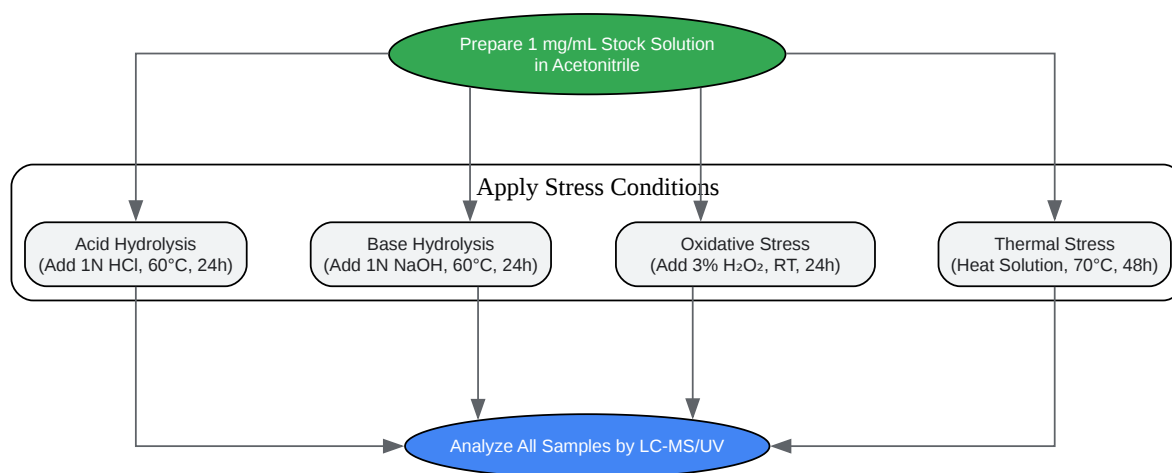 Prepare 1 mg/mL Stock Solution
in Acetonitrile
Apply Stress Conditions
Acid Hydrolysis
(Add 1N HCl, 60°C, 24h)
Base Hydrolysis
(Add 1N NaOH, 60°C, 24h)
Oxidative Stress
(Add 3% H₂O₂, RT, 24h)
Thermal Stress
(Heat Solution, 70°C, 48h)
Analyze All Samples by LC-MS/UV